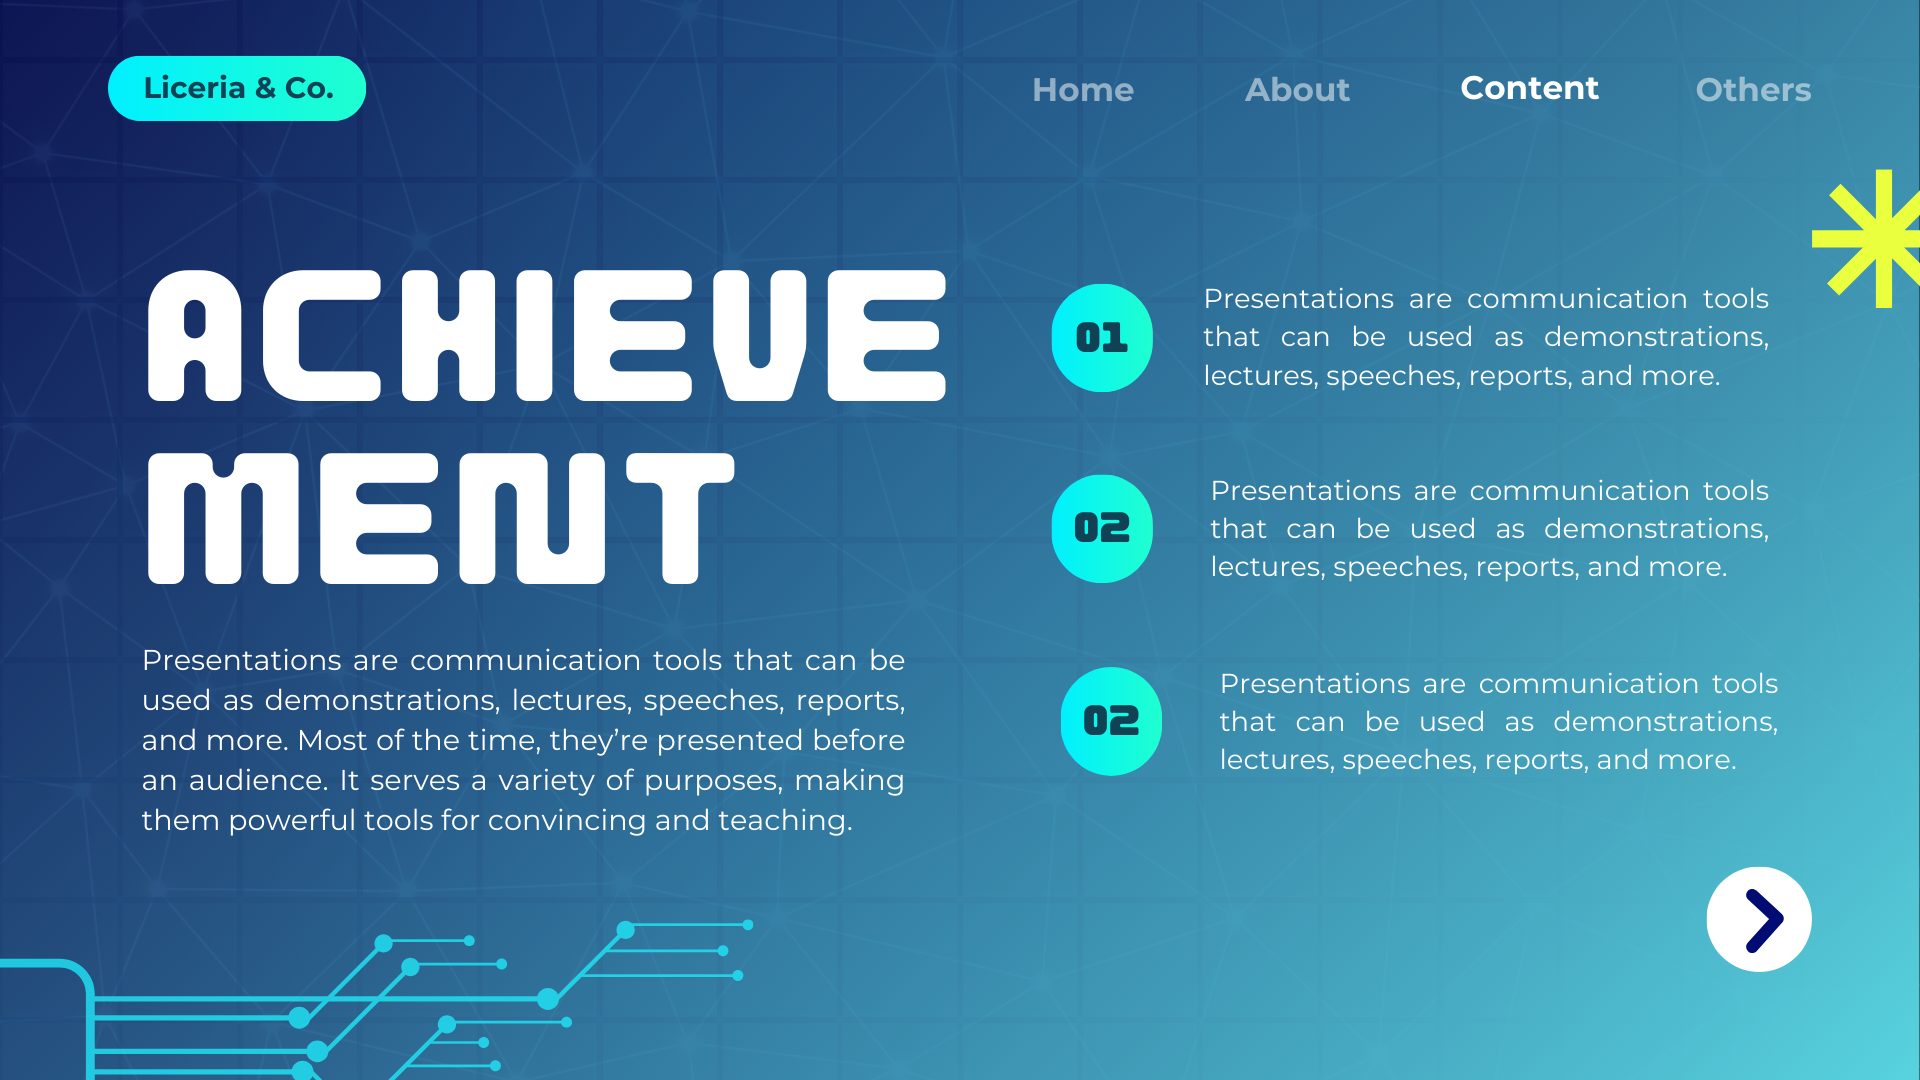 Liceria & Co.
Home
About
Content
Others
ACHIEVE
MENT
Presentations are communication tools that can be
used as demonstrations, lectures, speeches, reports,
and more. Most of the time, they’re presented before
an audience. It serves a variety of purposes, making
them powerful tools for convincing and teaching.
01
Presentations are communication tools
that can be used as demonstrations,
lectures, speeches, reports, and more.
02
Presentations are communication tools
that can be used as demonstrations,
lectures, speeches, reports, and more.
02
Presentations are communication tools
that can be used as demonstrations,
lectures, speeches, reports, and more.